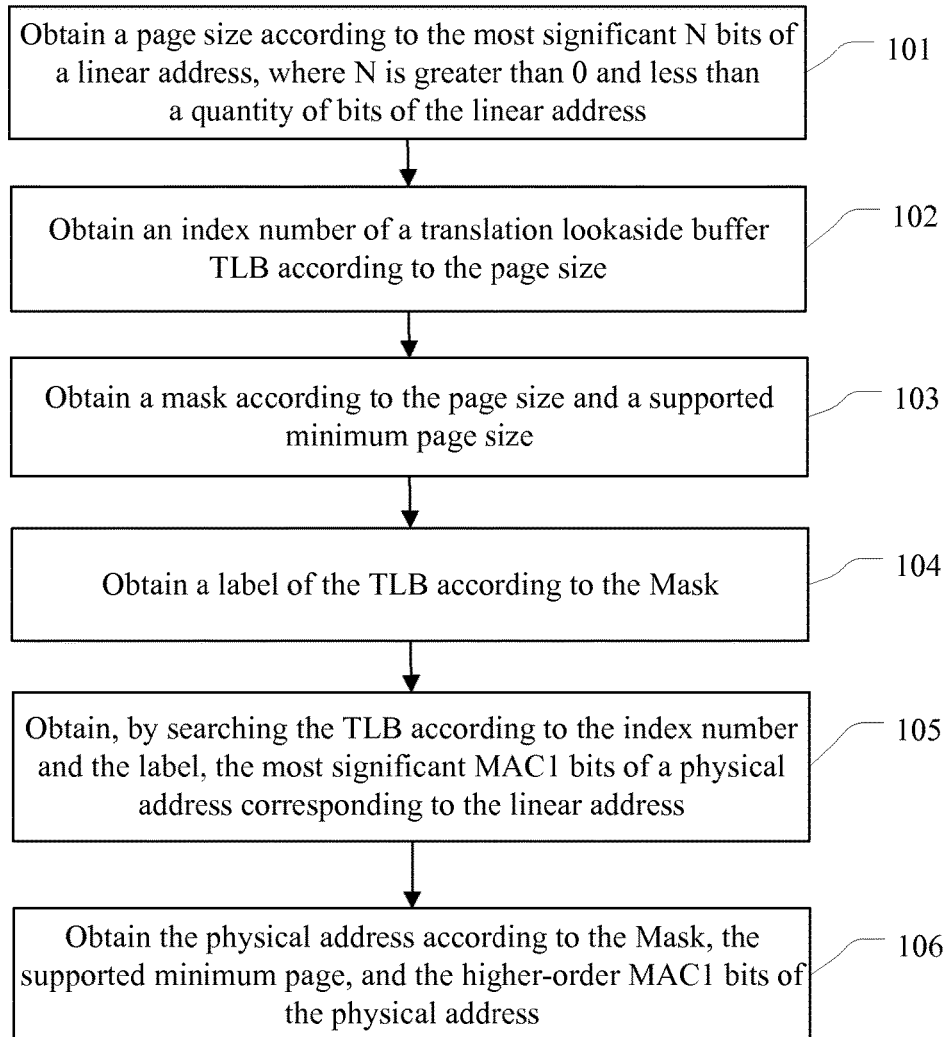 Obtain a page size according to the most significant N bits of
a linear address, where N is greater than 0 and less than
a quantity of bits of the linear address
101
Obtain an index number of a translation lookaside buffer
TLB according to the page size
102
Obtain a mask according to the page size and a supported
minimum page size
103
Obtain a label of the TLB according to the Mask
104
Obtain, by searching the TLB according to the index number
and the label, the most significant MAC1 bits of a physical
address corresponding to the linear address
105
Obtain the physical address according to the Mask, the
supported minimum page, and the higher-order MAC1 bits of
the physical address
106